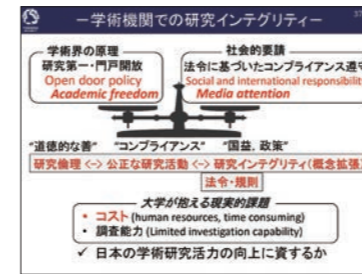 －学術機関での研究インテグリティー－
学術界の原理
研究第一・門戸開放
Open door policy
Academic freedom
社会的要請
法令に基づいたコンプライアンス遵守
Social and international responsibility
Media attention
“道徳的な善” “コンプライアンス” “国益, 政策”
研究倫理 <-> 公正な研究活動 <-> 研究インテグリティ(概念拡張)
法令・規則
大学が抱える現実的課題
• コスト (human resources, time consuming)
• 調査能力 (Limited investigation capability)
✓ 日本の学術研究活力の向上に資するか